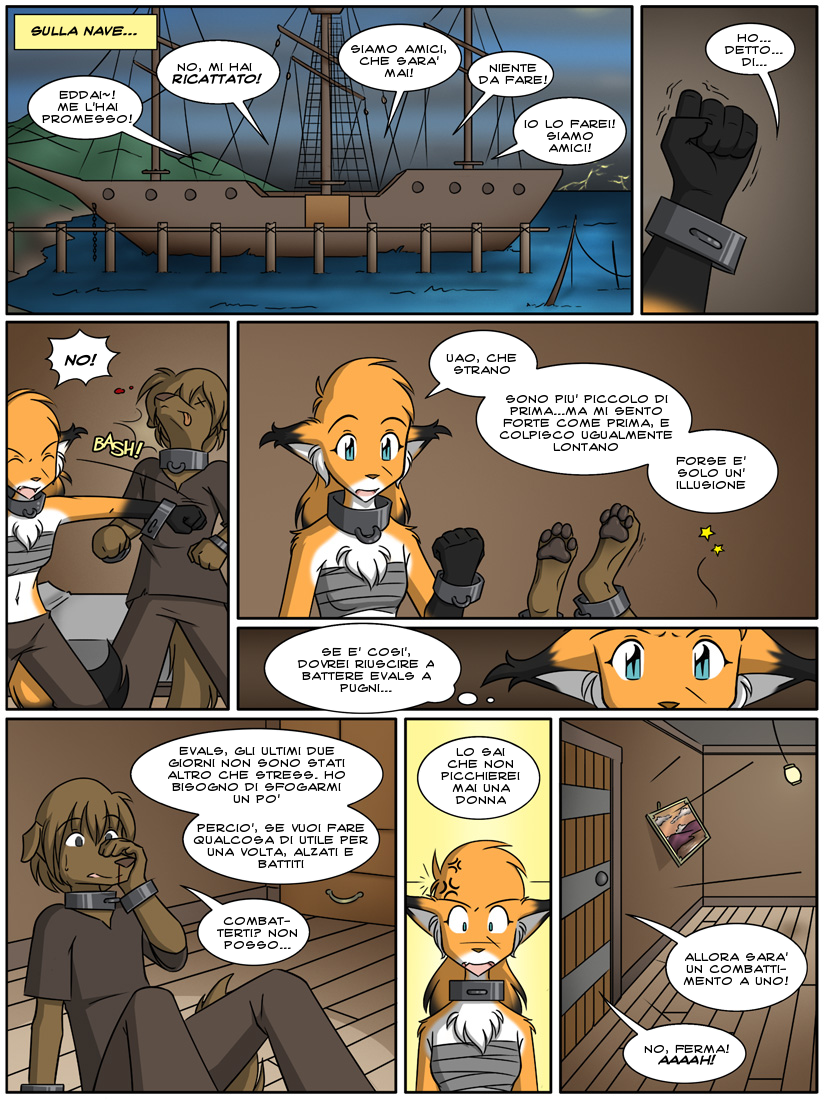 SULLA NAVE...
EDDAI~!
ME L'HAI
PROMESSO!
NO, MI HAI
RICATTATO!
SIAMO AMICI,
CHE SARA'
MAI!
NIENTE
DA FARE!
IO LO FAREI!
SIAMO
AMICI!
HO...
DETTO...
DI...
NO!
BASH!
UAO, CHE
STRANO
SONO PIU' PICCOLO DI
PRIMA...MA MI SENTO
FORTE COME PRIMA, E
COLPISCO UGUALMENTE
LONTANO
FORSE E'
SOLO UN'
ILLUSIONE
SE E' COSI',
DOVREI RIUSCIRE A
BATTERE EVALS A
PUGNI...
EVALS, GLI ULTIMI DUE
GIORNI NON SONO STATI
ALTRO CHE STRESS. HO
BISOGNO DI SFOGARMI
UN PO'
PERCIO', SE VUOI FARE
QUALCOSA DI UTILE PER
UNA VOLTA, ALZATI E
BATTITI
COMBAT-
TERTI? NON
POSSO...
LO SAI
CHE NON
PICCHIEREI
MAI UNA
DONNA
ALLORA SARA'
UN COMBATTI-
MENTO A UNO!
NO, FERMA!
AAAAH!